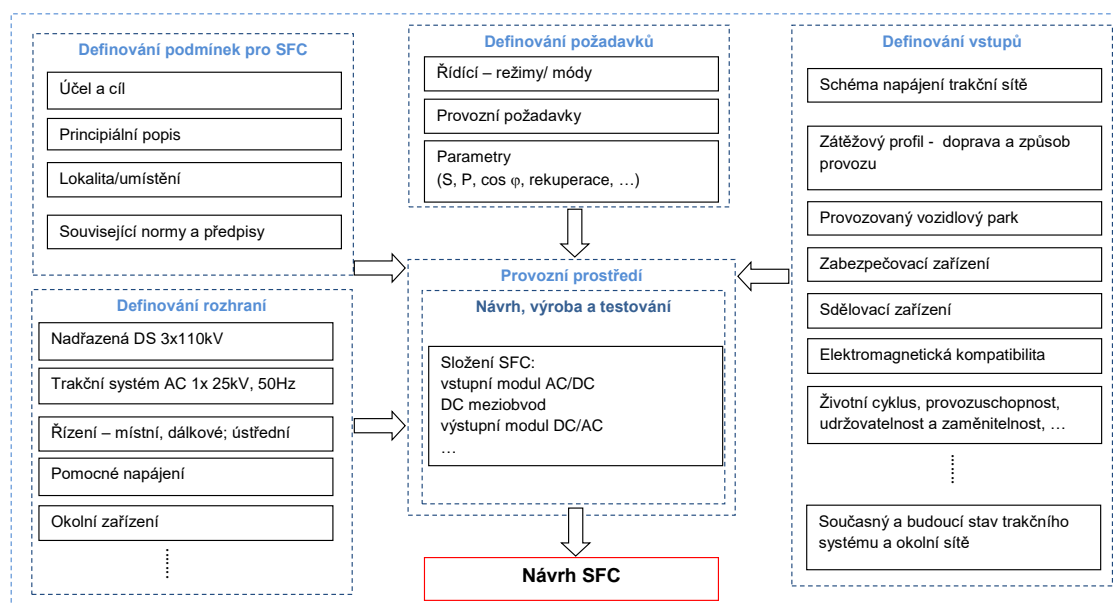 Definování podmínek pro SFC
Účel a cíl
Principiální popis
Lokalita/umístění
Související normy a předpisy
Definování požadavků
Řídící – režimy/ módy
Provozní požadavky
Parametry
(S, P, cos φ, rekuperace, …)
Definování vstupů
Schéma napájení trakční sítě
Zátěžový profil -  doprava a způsob
provozu
Provozovaný vozidlový park
Zabezpečovací zařízení
Sdělovací zařízení
Elektromagnetická kompatibilita
Životní cyklus, provozuschopnost,
udržovatelnost a zaměnitelnost, …
Současný a budoucí stav trakčního
systému a okolní sítě
Definování rozhraní
Nadřazená DS 3x110kV
Trakční systém AC 1x 25kV, 50Hz
Řízení – místní, dálkové; ústřední
Pomocné napájení
Okolní zařízení
Provozní prostředí
Návrh, výroba a testování
Složení SFC:
vstupní modul AC/DC
DC meziobvod
výstupní modul DC/AC
…
Návrh SFC